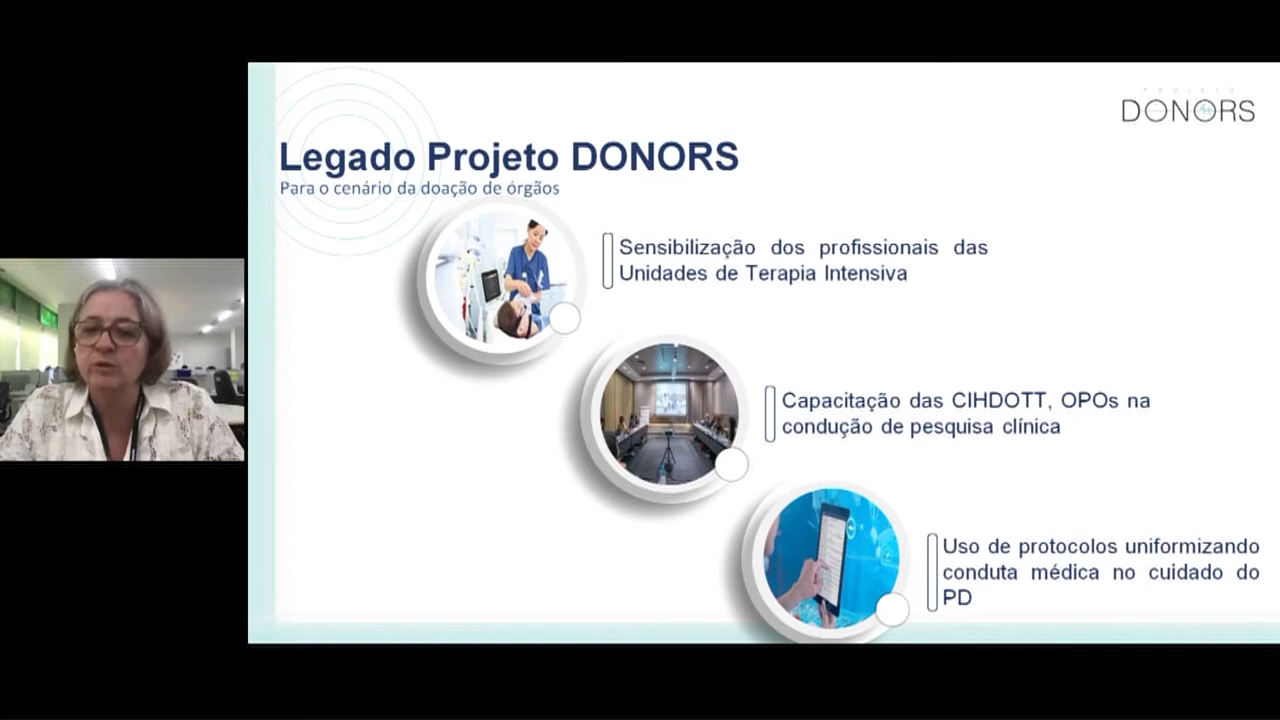 PROJETO
DONORS
Legado Projeto DONORS
Para o cenário da doação de órgãos
Sensibilização dos profissionais das
Unidades de Terapia Intensiva
Capacitação das CIHDOTT, OPOs na
condução de pesquisa clínica
Uso de protocolos uniformizando
conduta médica no cuidado do
PD